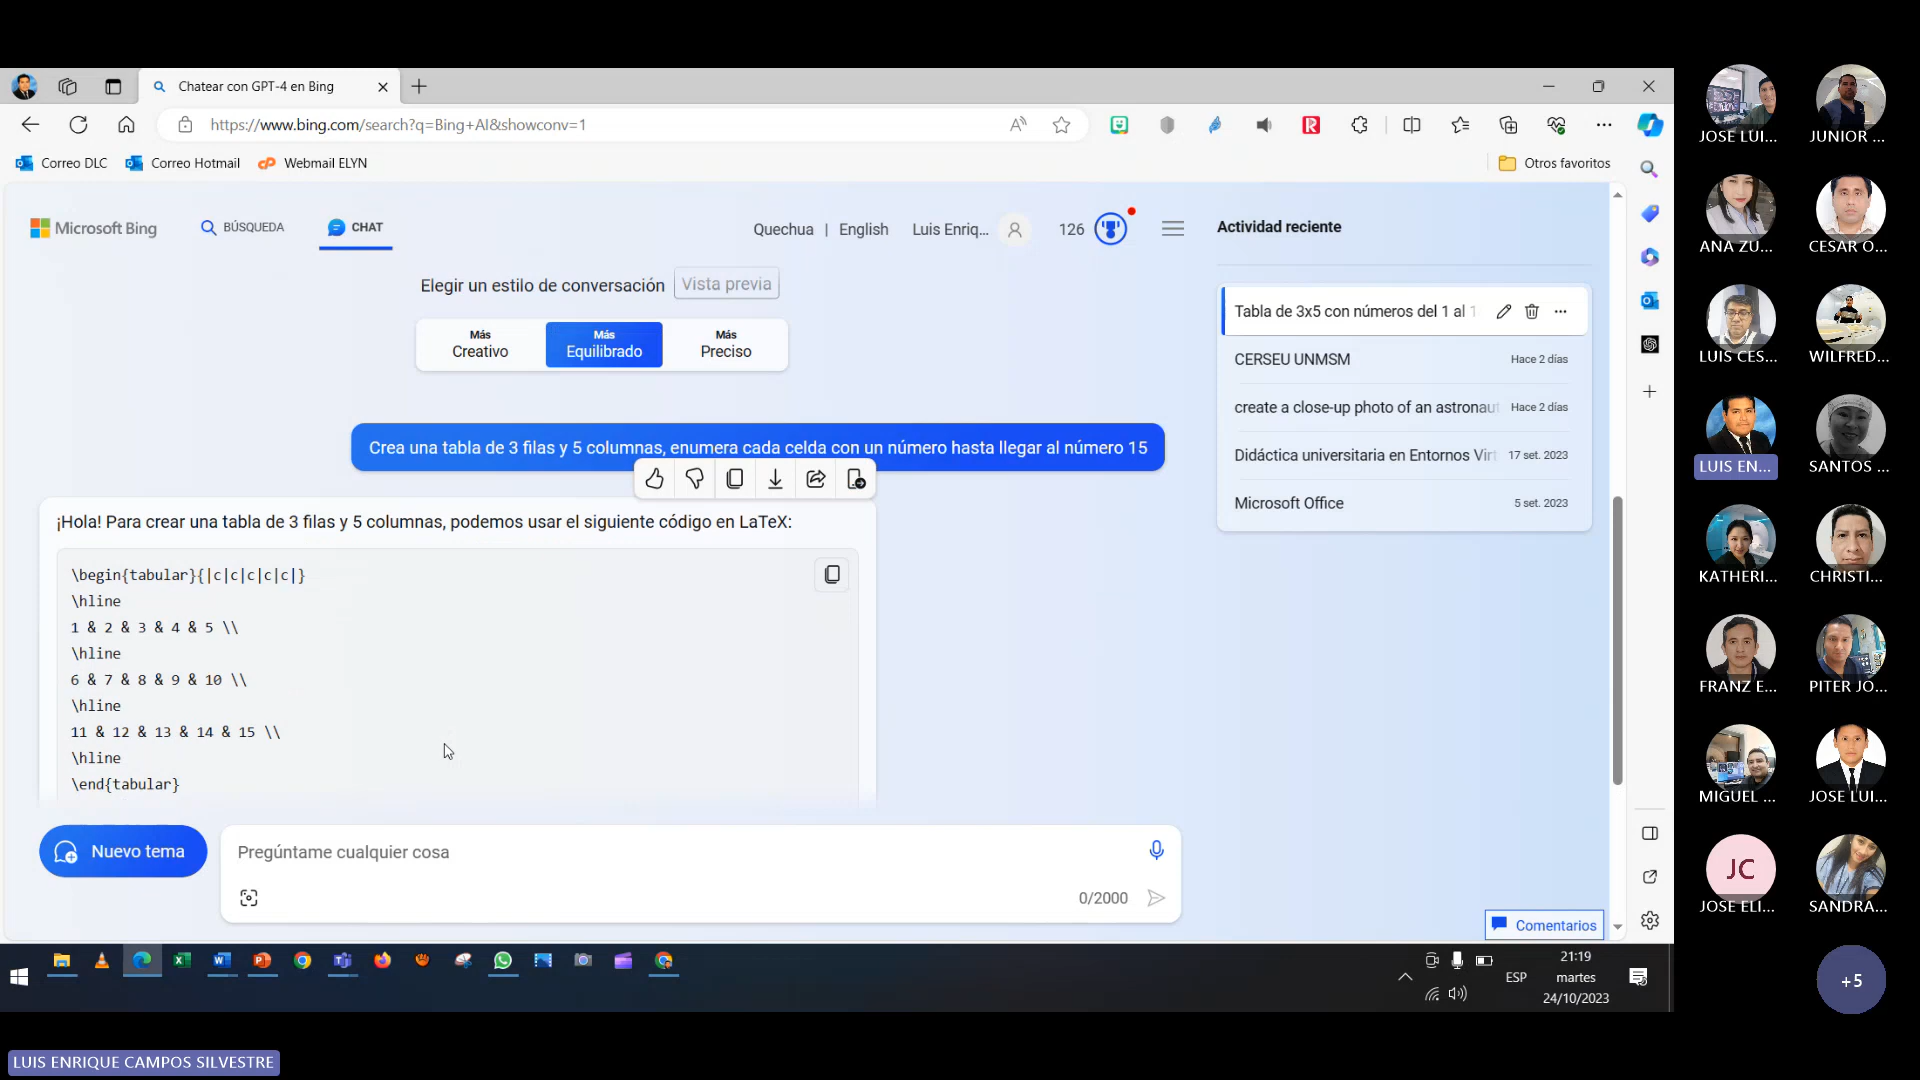 Chatear con GPT-4 en Bing
https://www.bing.com/search?q=Bing+AI&showconv=1
Correo DLC
Correo Hotmail
Webmail ELYN
Otros favoritos
Microsoft Bing
BÚSQUEDA
CHAT
Quechua | English
Luis Enriq...
126
Elegir un estilo de conversación
Vista previa
Más
Creativo
Más
Equilibrado
Más
Preciso
Crea una tabla de 3 filas y 5 columnas, enumera cada celda con un número hasta llegar al número 15
¡Hola! Para crear una tabla de 3 filas y 5 columnas, podemos usar el siguiente código en LaTeX:
\begin{tabular}{|c|c|c|c|c|}
\hline
1 & 2 & 3 & 4 & 5 \\
\hline
6 & 7 & 8 & 9 & 10 \\
\hline
11 & 12 & 13 & 14 & 15 \\
\hline
\end{tabular}
Nuevo tema
Pregúntame cualquier cosa
0/2000
Actividad reciente
Tabla de 3x5 con números del 1 al 1
CERSEU UNMSM
Hace 2 días
create a close-up photo of an astronaut
Hace 2 días
Didáctica universitaria en Entornos Virt
17 set. 2023
Microsoft Office
5 set. 2023
Comentarios
ESP
21:19
martes
24/10/2023
JOSE LUI...
JUNIOR ...
ANA ZU...
CESAR O...
LUIS CES...
WILFRED...
LUIS EN...
SANTOS ...
KATHERI...
CHRISTI...
FRANZ E...
PITER JO...
MIGUEL ...
JOSE LUI...
JC
JOSE ELI...
SANDRA...
+5
LUIS ENRIQUE CAMPOS SILVESTRE